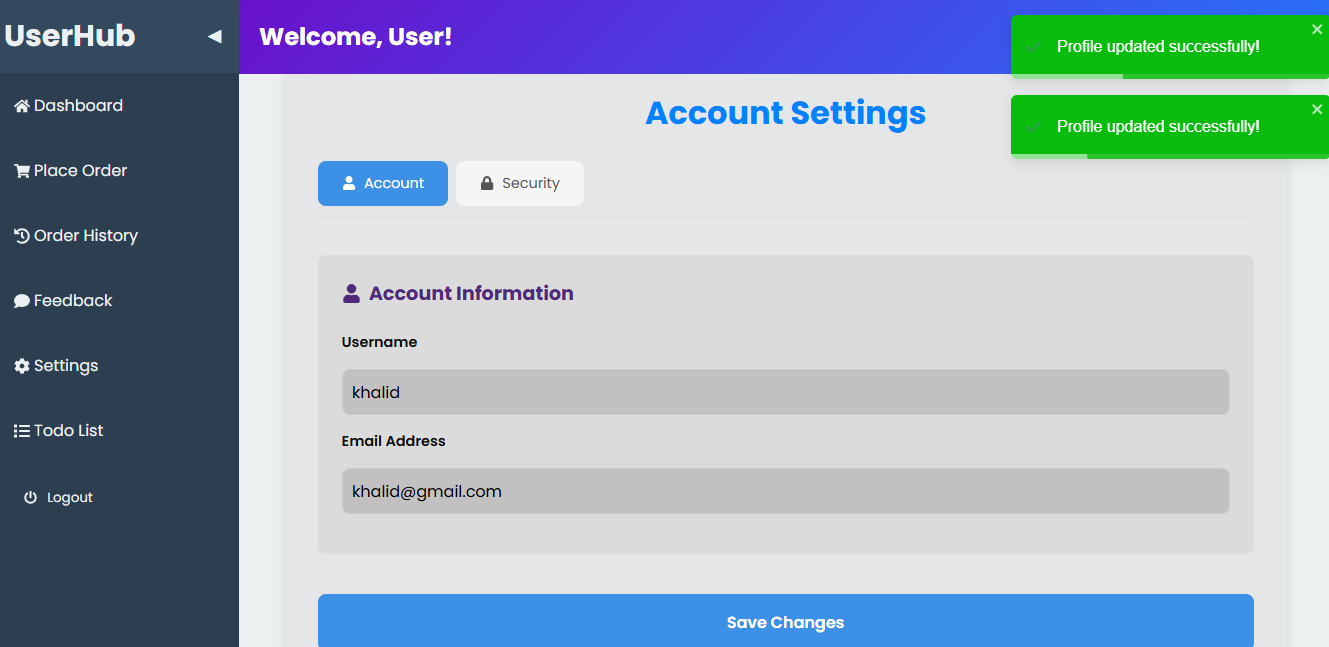 UserHub
Welcome, User!
Profile updated successfully!
Profile updated successfully!
Dashboard
Place Order
Order History
Feedback
Settings
Todo List
Logout
Account Settings
Account
Security
Account Information
Username
khalid
Email Address
khalid@gmail.com
Save Changes